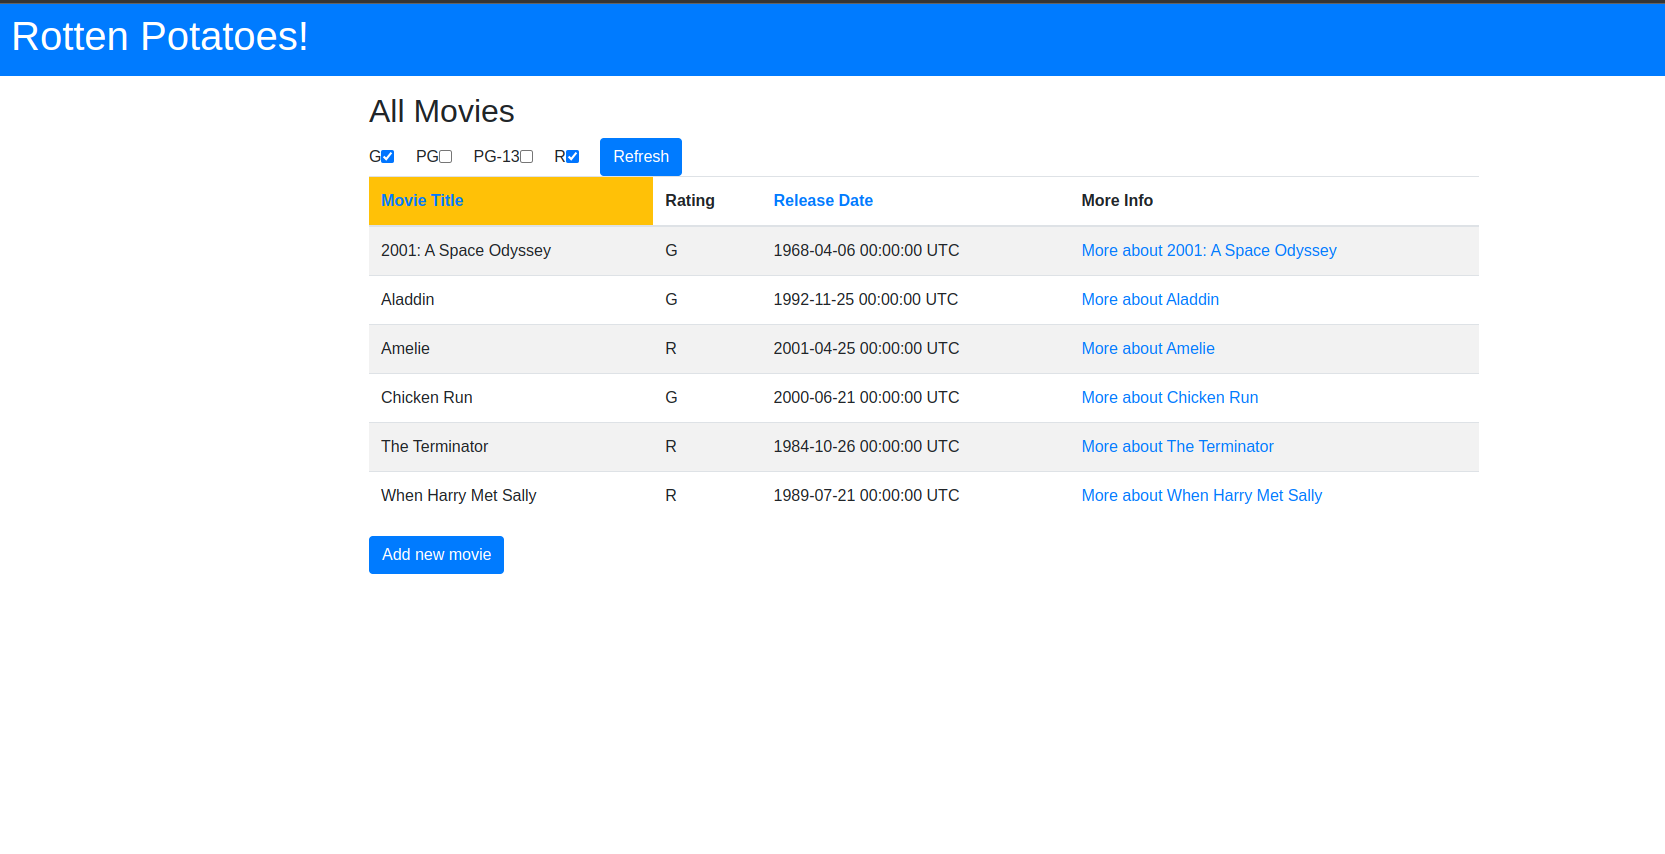 Rotten Potatoes!
All Movies
G PG PG-13 R Refresh
Movie Title Rating Release Date More Info
2001: A Space Odyssey G 1968-04-06 00:00:00 UTC More about 2001: A Space Odyssey
Aladdin G 1992-11-25 00:00:00 UTC More about Aladdin
Amelie R 2001-04-25 00:00:00 UTC More about Amelie
Chicken Run G 2000-06-21 00:00:00 UTC More about Chicken Run
The Terminator R 1984-10-26 00:00:00 UTC More about The Terminator
When Harry Met Sally R 1989-07-21 00:00:00 UTC More about When Harry Met Sally
Add new movie